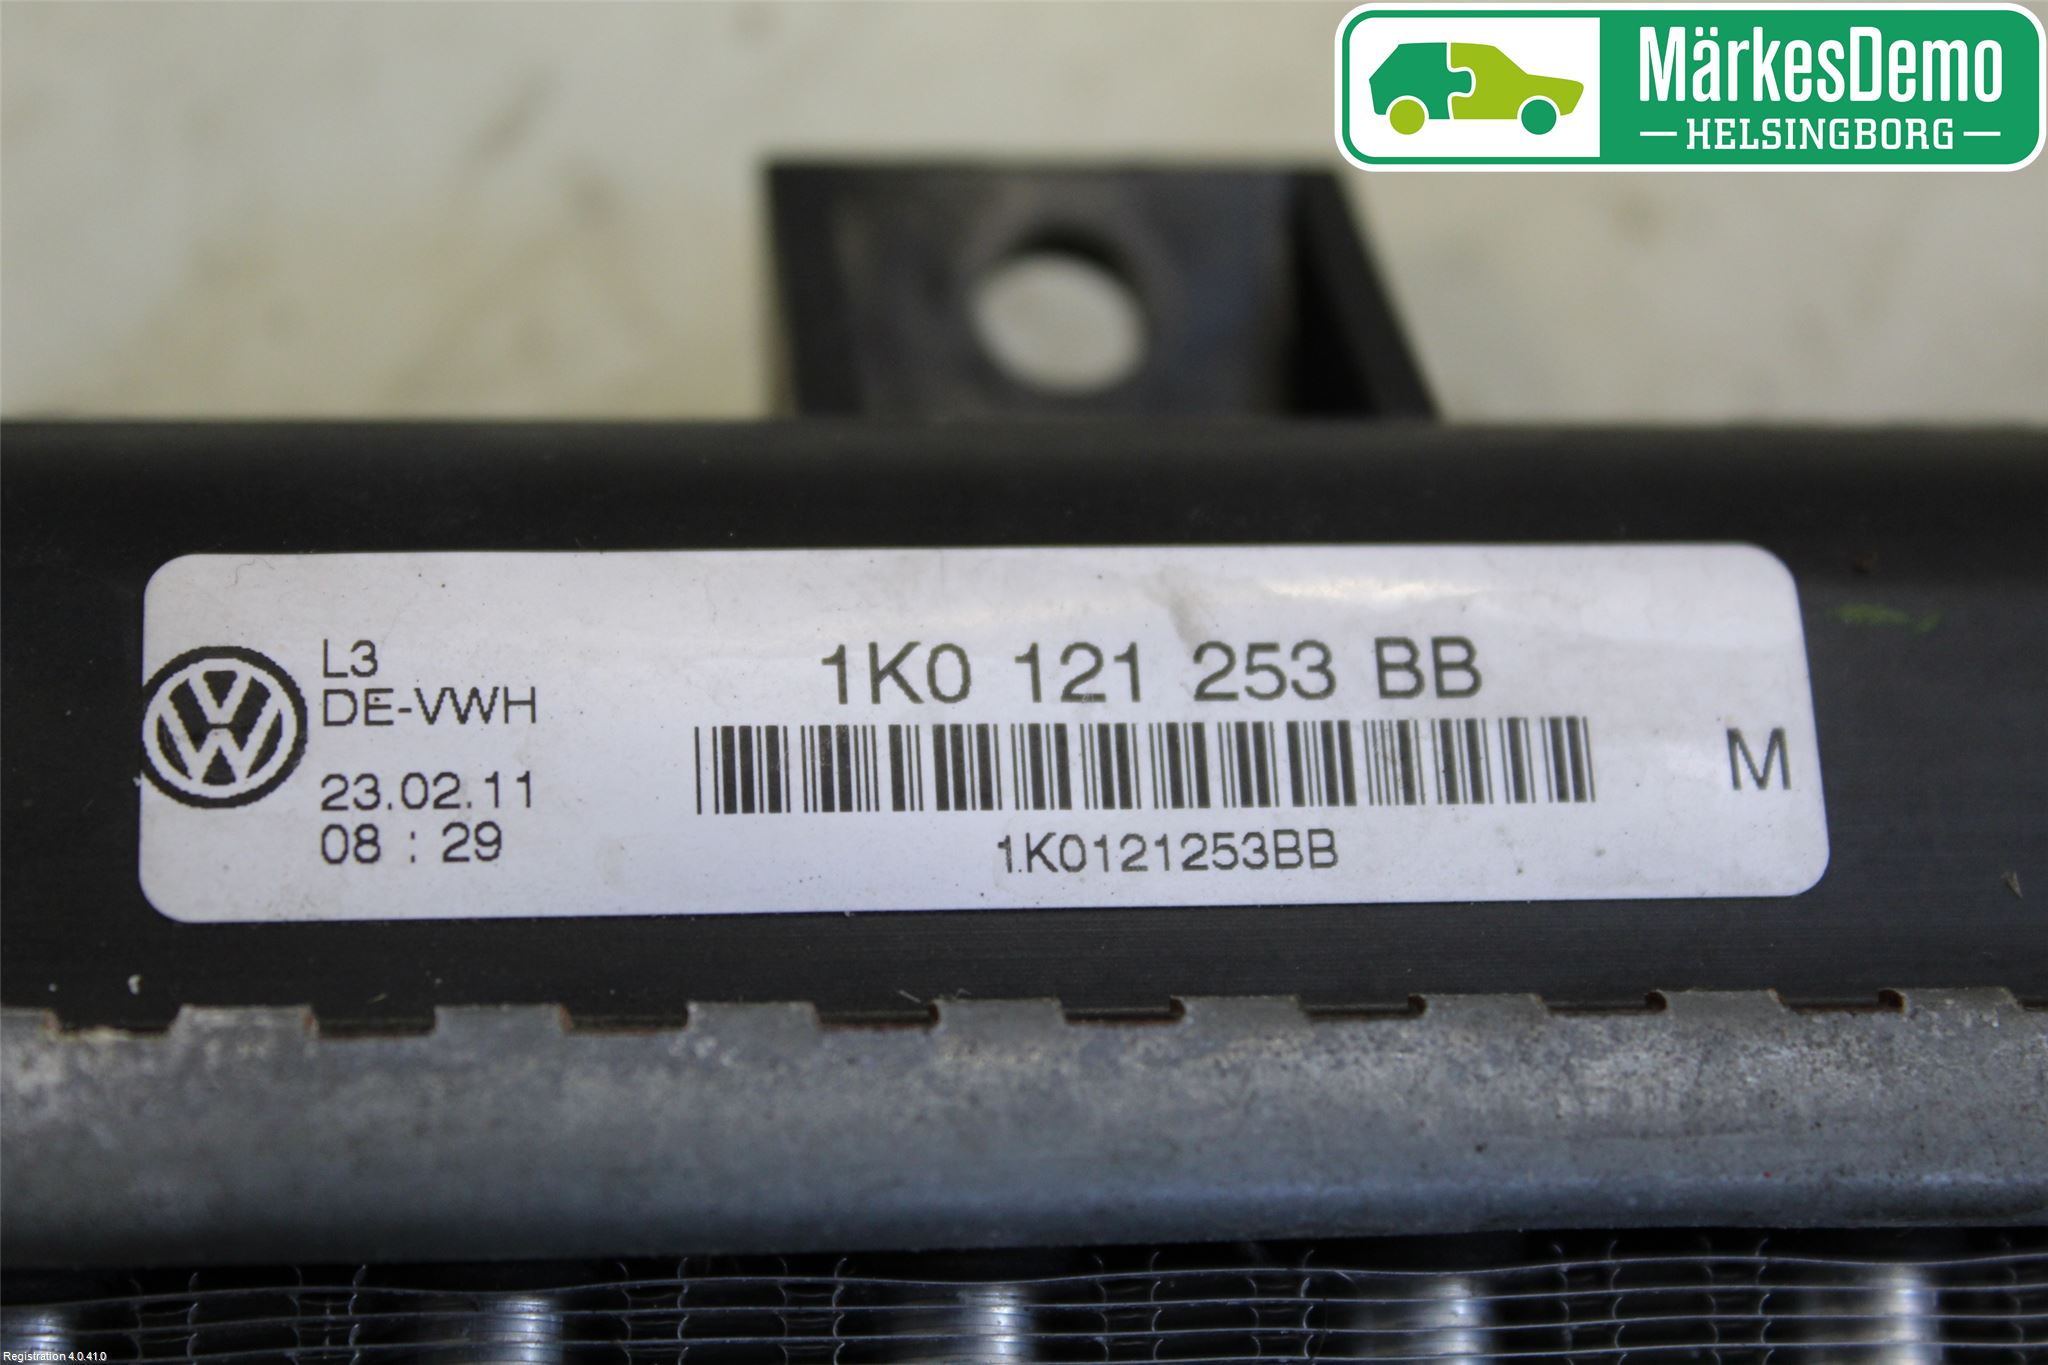 MärkesDemo
HELSINGBORG
L3
DE-VWH
23.02.11
08 : 29
1K0 121 253 BB
1K0121253BB
M
Registration 4.0.41.0